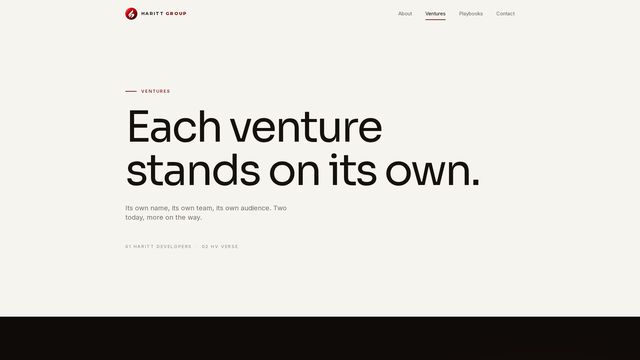 HARITT GROUP
About Ventures Playbooks Contact
VENTURES
Each venture
stands on its own.
Its own name, its own team, its own audience. Two
today, more on the way.
01 HARITT DEVELOPERS 02 HV VERSE